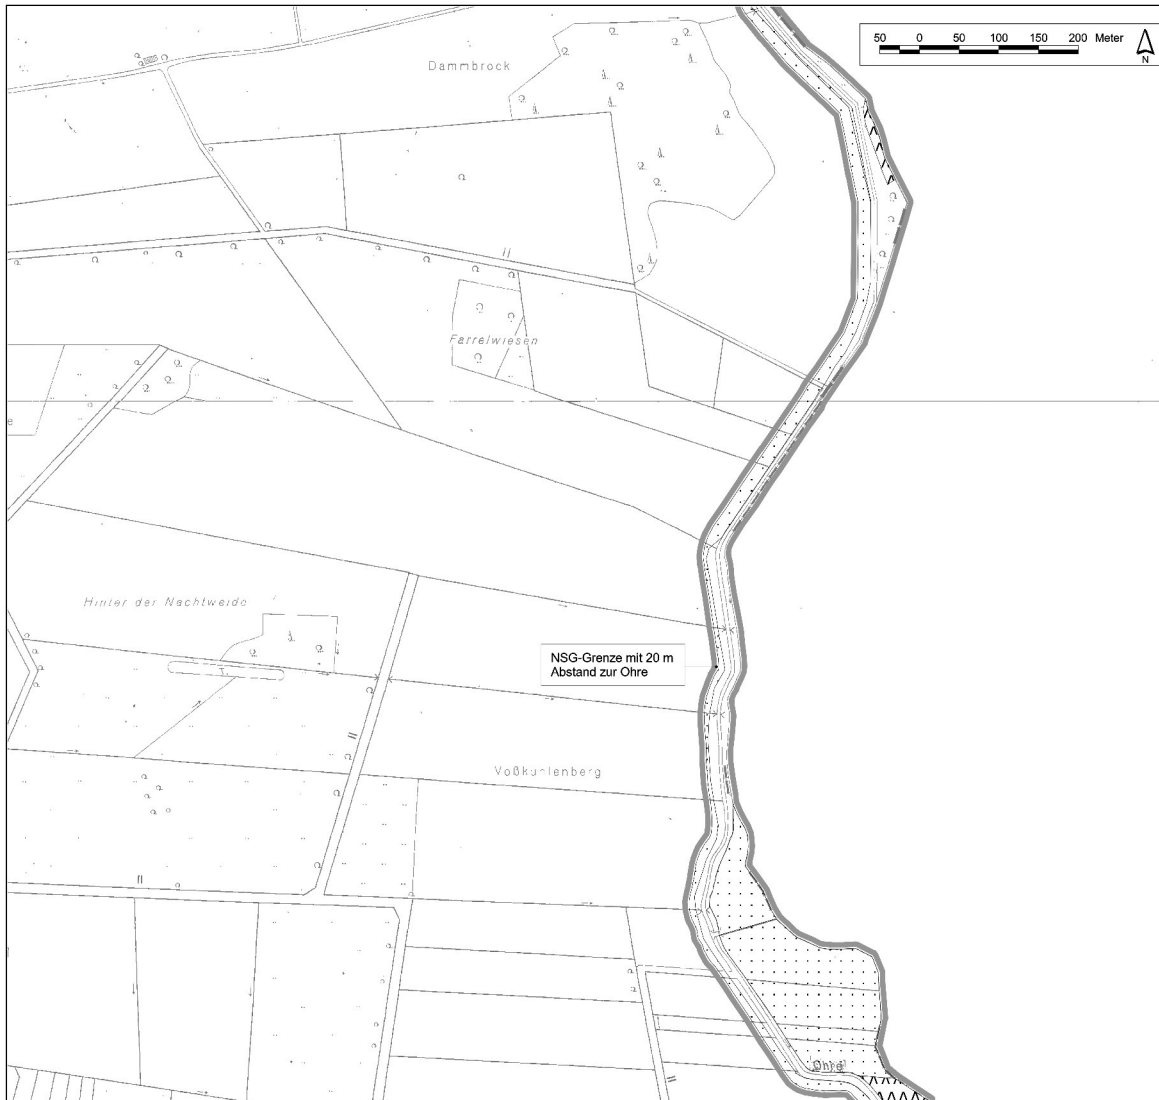 50 0 50 100 150 200 Meter
N
Dammbrock
Farrelwiesen
e
Hinter der Nachtweide
T.
NSG-Grenze mit 20 m
Abstand zur Ohre
Voßkuhlenberg
(Ohre)